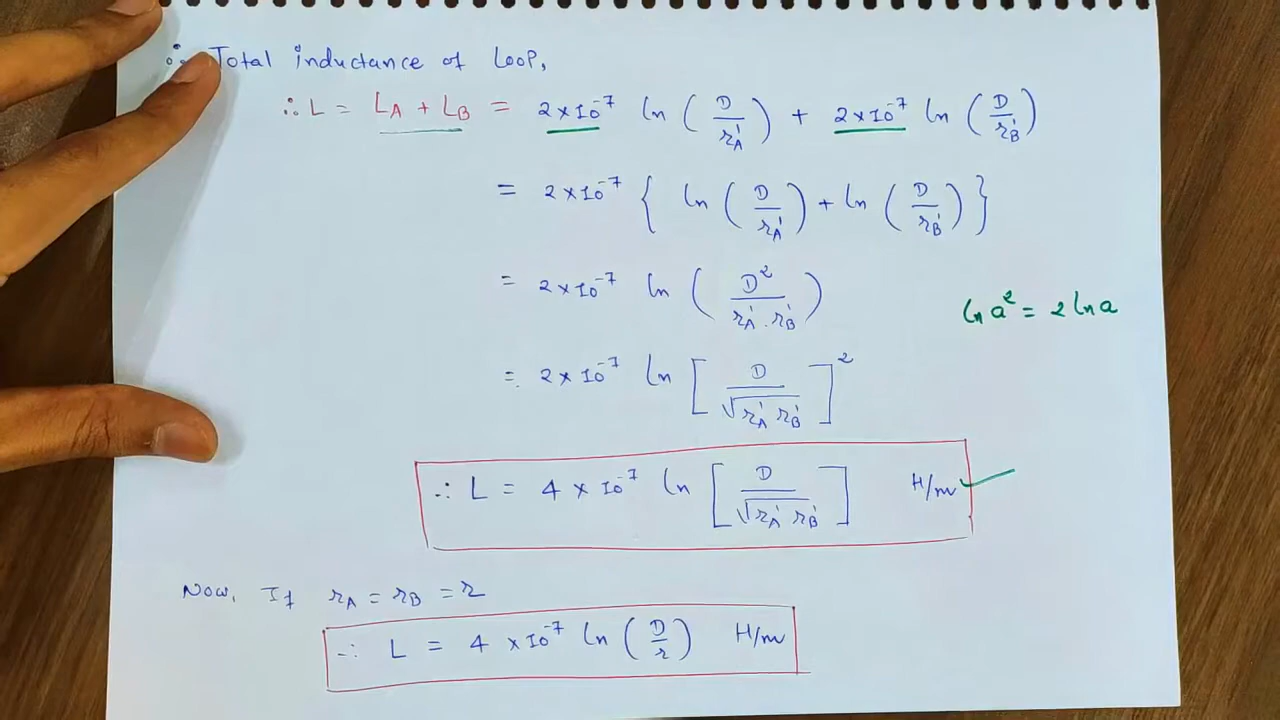 ∴ Total inductance of Loop,
∴ L = L_A + L_B = 2×10⁻⁷ ln (D/r'_A) + 2×10⁻⁷ ln (D/r'_B)
= 2×10⁻⁷ { ln (D/r'_A) + ln (D/r'_B) }
= 2×10⁻⁷ ln (D²/r'_A . r'_B)
ln a² = 2 ln a
= 2×10⁻⁷ ln [D/√(r'_A r'_B)]²
∴ L = 4 × 10⁻⁷ ln [D/√(r'_A r'_B)] H/m
Now, If r_A = r_B = r
∴ L = 4 × 10⁻⁷ ln (D/r) H/m